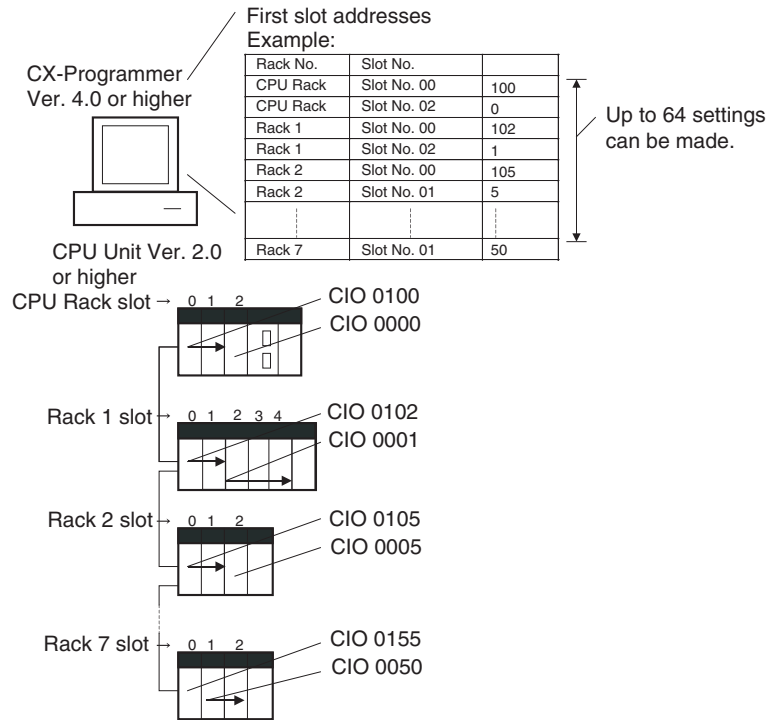 First slot addresses
Example:
CX-Programmer
Ver. 4.0 or higher
Rack No. Slot No.
CPU Rack Slot No. 00 100
CPU Rack Slot No. 02 0
Rack 1 Slot No. 00 102
Rack 1 Slot No. 02 1
Rack 2 Slot No. 00 105
Rack 2 Slot No. 01 5
Rack 7 Slot No. 01 50
Up to 64 settings
can be made.
CPU Unit Ver. 2.0
or higher
CPU Rack slot → 0 1 2
CIO 0100
CIO 0000
Rack 1 slot → 0 1 2 3 4
CIO 0102
CIO 0001
Rack 2 slot → 0 1 2
CIO 0105
CIO 0005
Rack 7 slot → 0 1 2
CIO 0155
CIO 0050